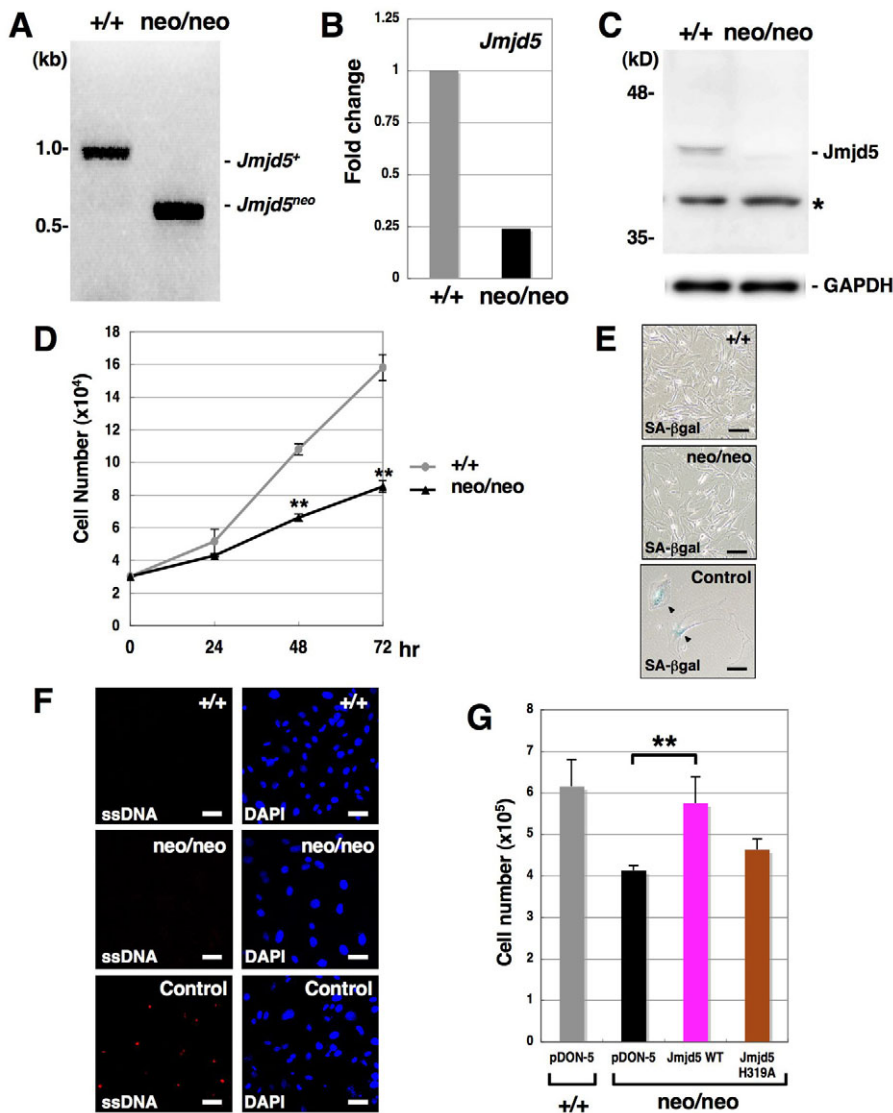 A
+/+ neo/neo
(kb)
1.0-
0.5-
- Jmjd5+
- Jmjd5neo
B
Jmjd5
Fold change
1
0.75
0.5
0.25
0
+/+ neo/neo
C
+/+ neo/neo
(kD)
48-
35-
- Jmjd5
*
- GAPDH
D
Cell Number (x10⁴)
18
16
14
12
10
8
6
4
2
0
0 24 48 72 hr
**
**
+/+
neo/neo
E
+/+
SA-βgal
neo/neo
SA-βgal
Control
SA-βgal
F
+/+ +/+
ssDNA DAPI
neo/neo neo/neo
ssDNA DAPI
Control Control
ssDNA DAPI
G
Cell number (x10⁵)
8
7
6
5
4
3
2
1
0
**
pDON-5 pDON-5 Jmjd5 WT Jmjd5
H319A
+/+ neo/neo